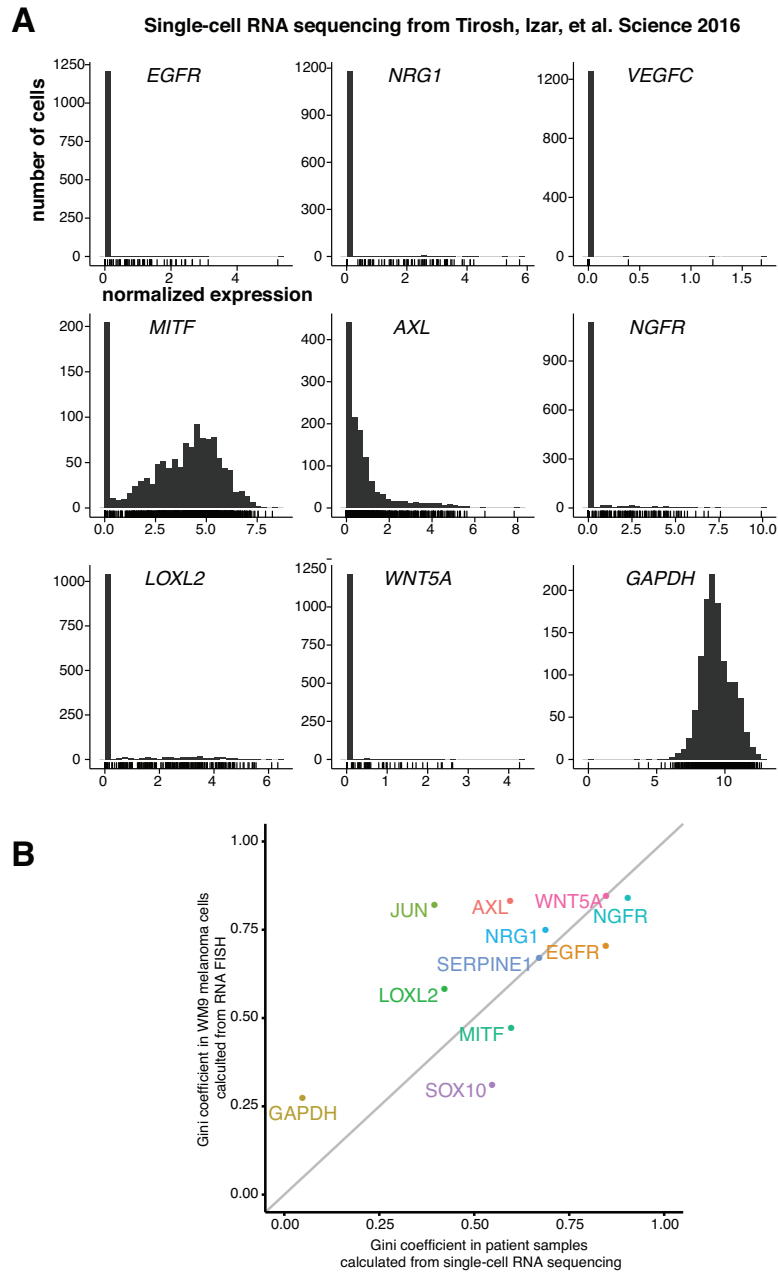 A
Single-cell RNA sequencing from Tirosh, Izar, et al. Science 2016
EGFR
number of cells
1250
1000
750
500
250
0
0 2 4
normalized expression
NRG1
1200
900
600
300
0
0 2 4 6
VEGFC
1200
800
400
0
0.0 0.5 1.0 1.5
MITF
200
150
100
50
0
0.0 2.5 5.0 7.5
AXL
400
300
200
100
0
0 2 4 6 8
NGFR
900
600
300
0
0.0 2.5 5.0 7.5 10.0
LOXL2
1000
750
500
250
0
0 2 4 6
WNT5A
1250
1000
750
500
250
0
0 1 2 3 4
GAPDH
200
150
100
50
0
0 5 10
B
Gini coefficient in WM9 melanoma cells
calculted from RNA FISH
1.00
0.75
0.50
0.25
0.00
JUN
AXL
WNT5A
NGFR
NRG1
EGFR
SERPINE1
LOXL2
MITF
SOX10
GAPDH
0.00 0.25 0.50 0.75 1.00
Gini coefficient in patient samples
calculated from single-cell RNA sequencing